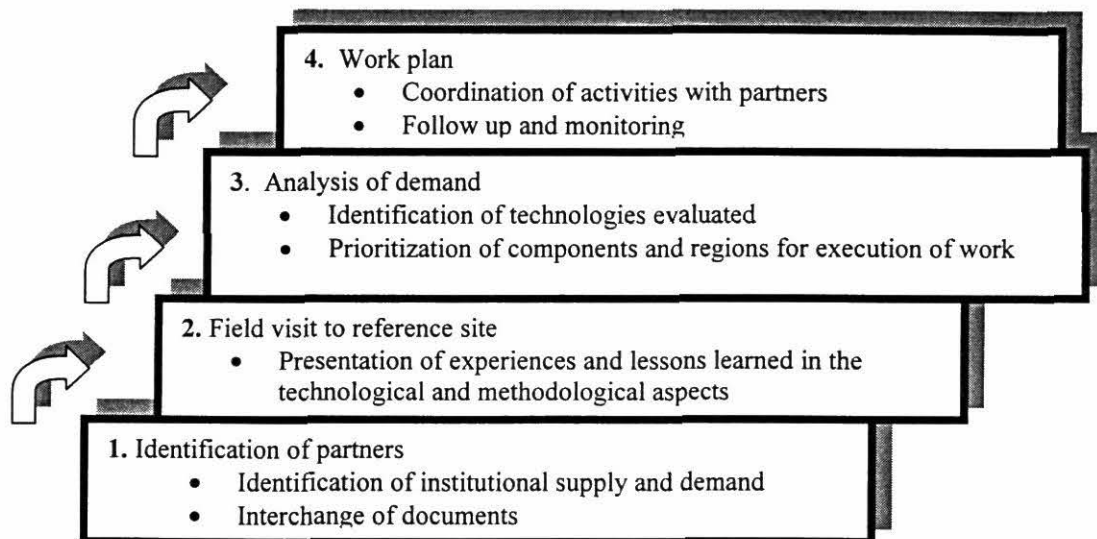 4. Work plan
• Coordination of activities with partners
• Follow up and monitoring
3. Analysis of demand
• Identification of technologies evaluated
• Prioritization of components and regions for execution of work
2. Field visit to reference site
• Presentation of experiences and lessons learned in the
technological and methodological aspects
1. Identification of partners
• Identification of institutional supply and demand
• Interchange of documents